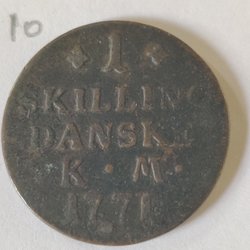 10
1
SKILLING
DANSKE
K · M ·
1771